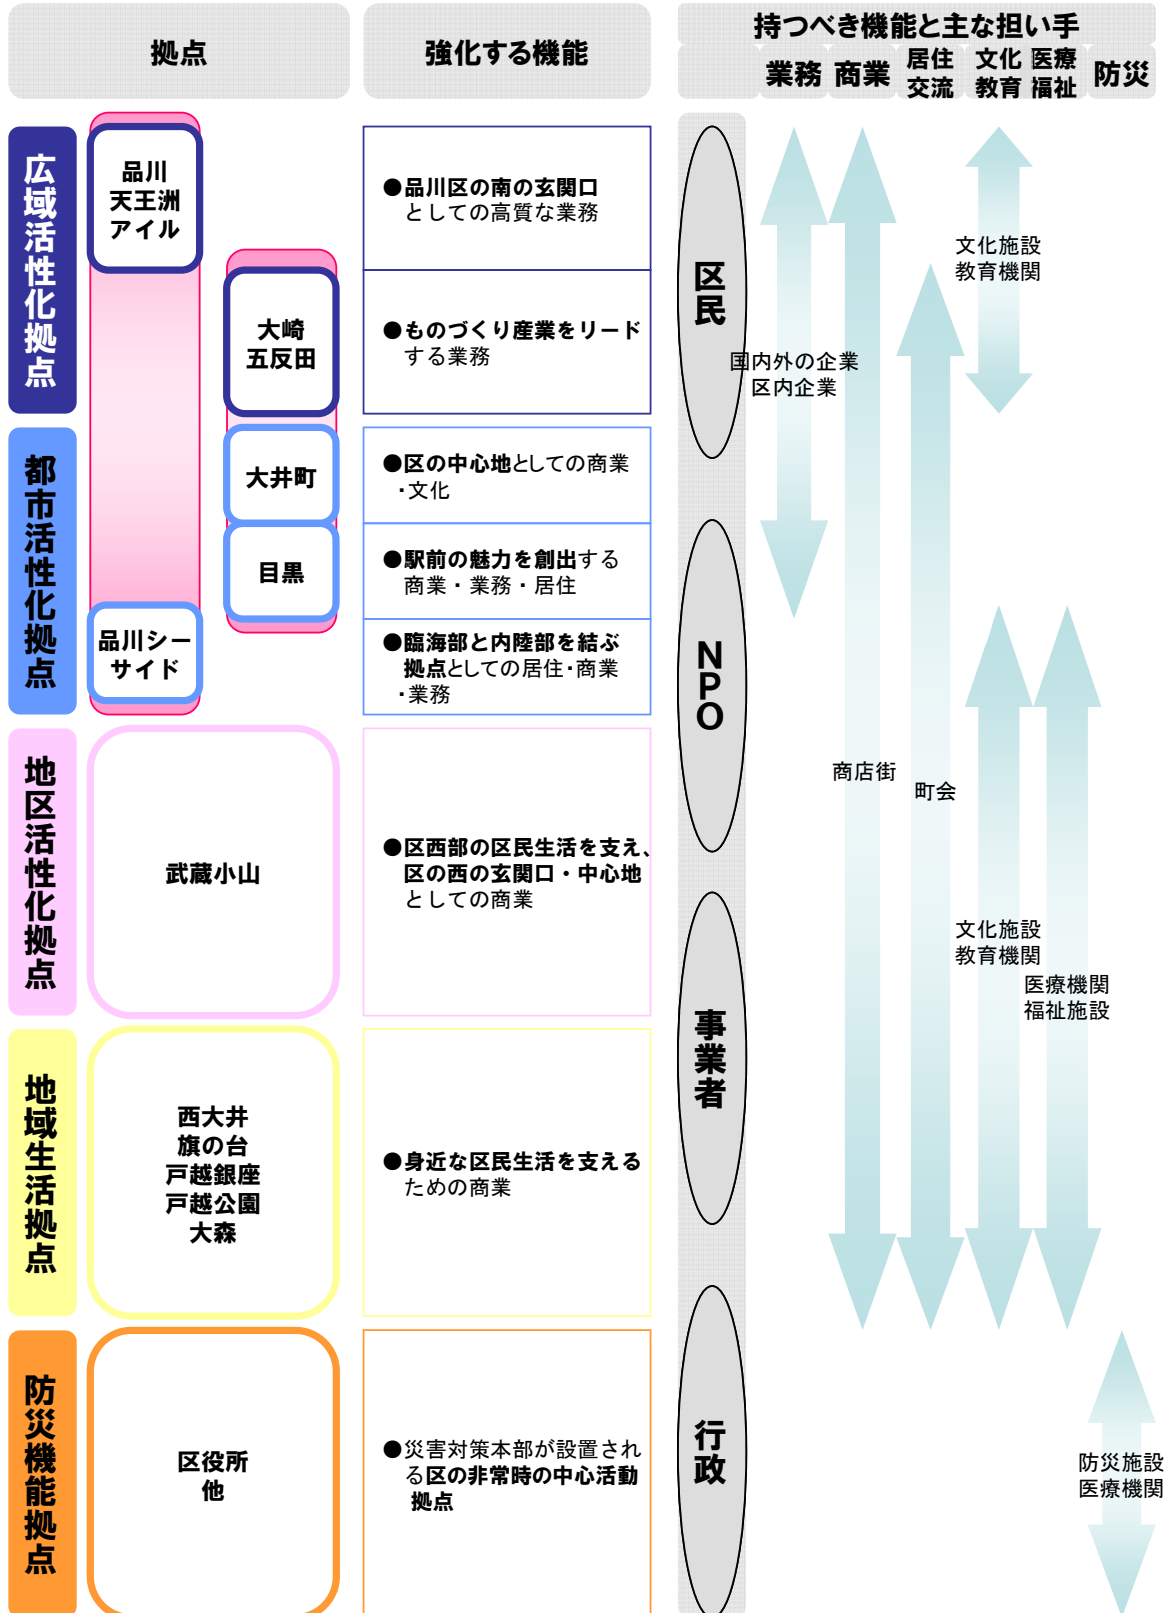 拠点
強化する機能
持つべき機能と主な担い手
業務
商業
居住
交流
文化
教育
医療
福祉
防災
広域活性化拠点
品川
天王洲
アイル
●品川区の南の玄関口
としての高質な業務
大崎
五反田
●ものづくり産業をリード
する業務
都市活性化拠点
大井町
●区の中心地としての商業
・文化
目黒
●駅前の魅力を創出する
商業・業務・居住
品川シー
サイド
●臨海部と内陸部を結ぶ
拠点としての居住・商業
・業務
地区活性化拠点
武蔵小山
●区西部の区民生活を支え、
区の西の玄関口・中心地
としての商業
地域生活拠点
西大井
旗の台
戸越銀座
戸越公園
大森
●身近な区民生活を支える
ための商業
防災機能拠点
区役所
他
●災害対策本部が設置され
る区の非常時の中心活動
拠点
区民
NPO
事業者
行政
国内外の企業
区内企業
商店街
町会
文化施設
教育機関
文化施設
教育機関
医療機関
福祉施設
防災施設
医療機関